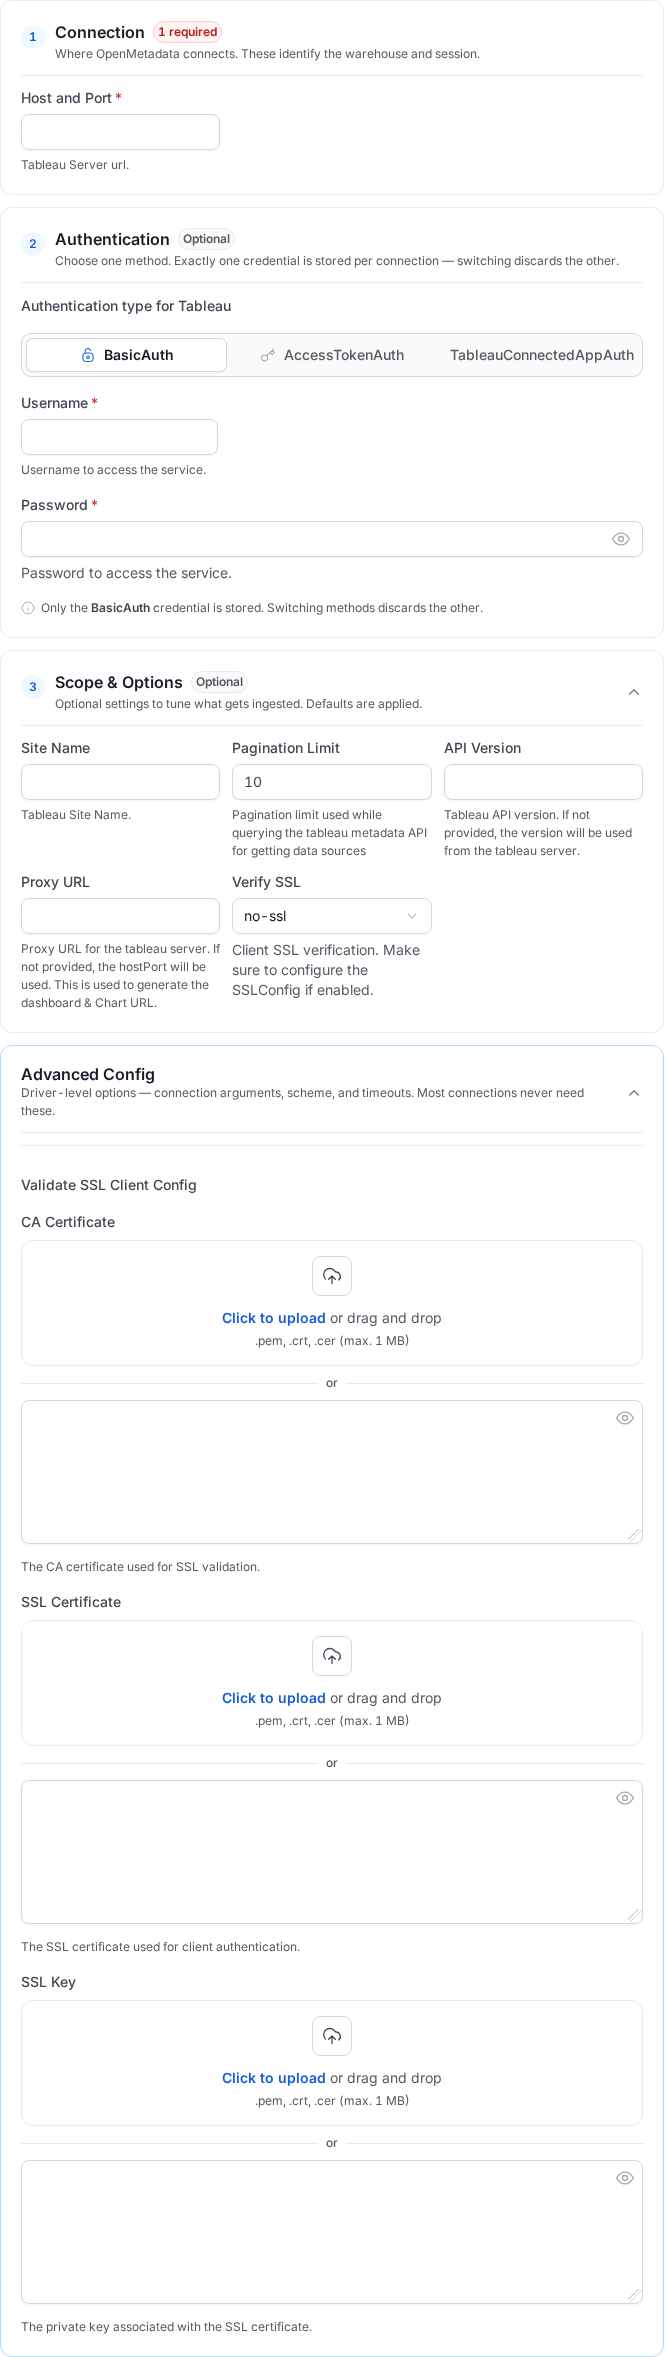 1
Connection 1 required
Where OpenMetadata connects. These identify the warehouse and session.
Host and Port *
Tableau Server url.
2
Authentication Optional
Choose one method. Exactly one credential is stored per connection — switching discards the other.
Authentication type for Tableau
BasicAuth AccessTokenAuth TableauConnectedAppAuth
Username *
Username to access the service.
Password *
Password to access the service.
Only the BasicAuth credential is stored. Switching methods discards the other.
3
Scope & Options Optional
Optional settings to tune what gets ingested. Defaults are applied.
Site Name
Tableau Site Name.
Pagination Limit
10
Pagination limit used while
querying the tableau metadata API
for getting data sources
API Version
Tableau API version. If not
provided, the version will be used
from the tableau server.
Proxy URL
Proxy URL for the tableau server. If
not provided, the hostPort will be
used. This is used to generate the
dashboard & Chart URL.
Verify SSL
no-ssl
Client SSL verification. Make
sure to configure the
SSLConfig if enabled.
Advanced Config
Driver-level options — connection arguments, scheme, and timeouts. Most connections never need
these.
Validate SSL Client Config
CA Certificate
Click to upload or drag and drop
.pem, .crt, .cer (max. 1 MB)
or
The CA certificate used for SSL validation.
SSL Certificate
Click to upload or drag and drop
.pem, .crt, .cer (max. 1 MB)
or
The SSL certificate used for client authentication.
SSL Key
Click to upload or drag and drop
.pem, .crt, .cer (max. 1 MB)
or
The private key associated with the SSL certificate.